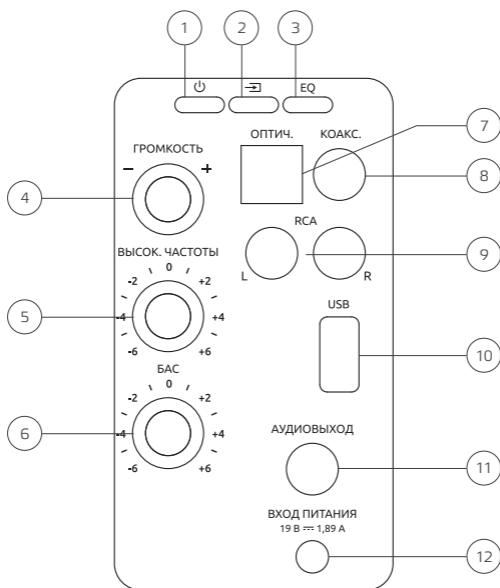 1 2 3
EQ
ОПТИЧ. КОАКС.
7
ГРОМКОСТЬ
8
− +
4
RCA
9
L R
ВЫСОК. ЧАСТОТЫ
0
-2 +2
5
-4 +4
-6 +6
USB
10
БАС
0
-2 +2
6
-4 +4
-6 +6
АУДИОВЫХОД
11
ВХОД ПИТАНИЯ
19 В ⎓ 1,89 А
12